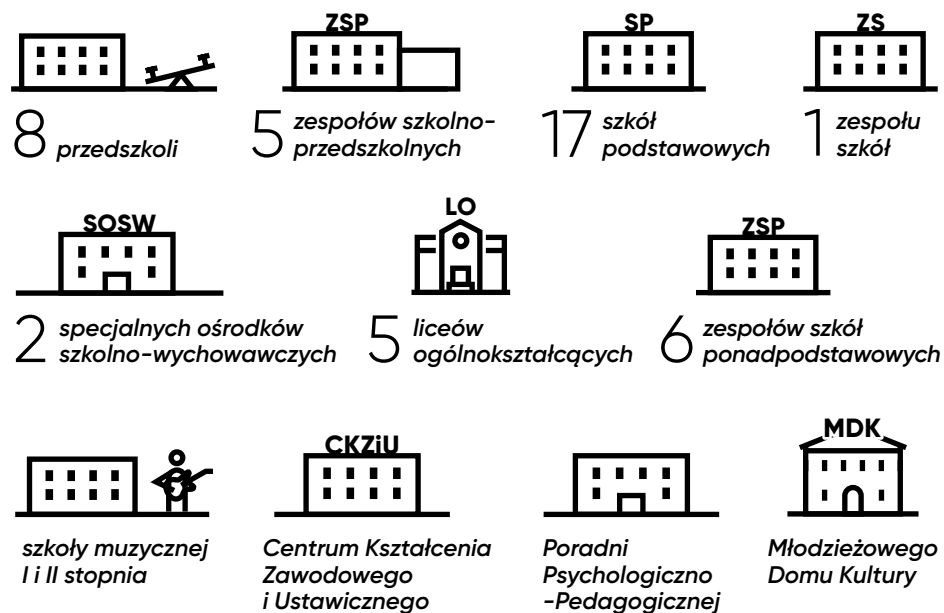 ZSP
SP
ZS
8 przedszkoli
5 zespołów szkolno-
przedszkolnych
17 szkół
podstawowych
1 zespołu
szkół
SOSW
LO
ZSP
2 specjalnych ośrodków
szkolno-wychowawczych
5 liceów
ogólnokształcących
6 zespołów szkół
ponadpodstawowych
CKZiU
MDK
szkoły muzycznej
I i II stopnia
Centrum Kształcenia
Zawodowego
i Ustawicznego
Poradni
Psychologiczno
-Pedagogicznej
Młodzieżowego
Domu Kultury